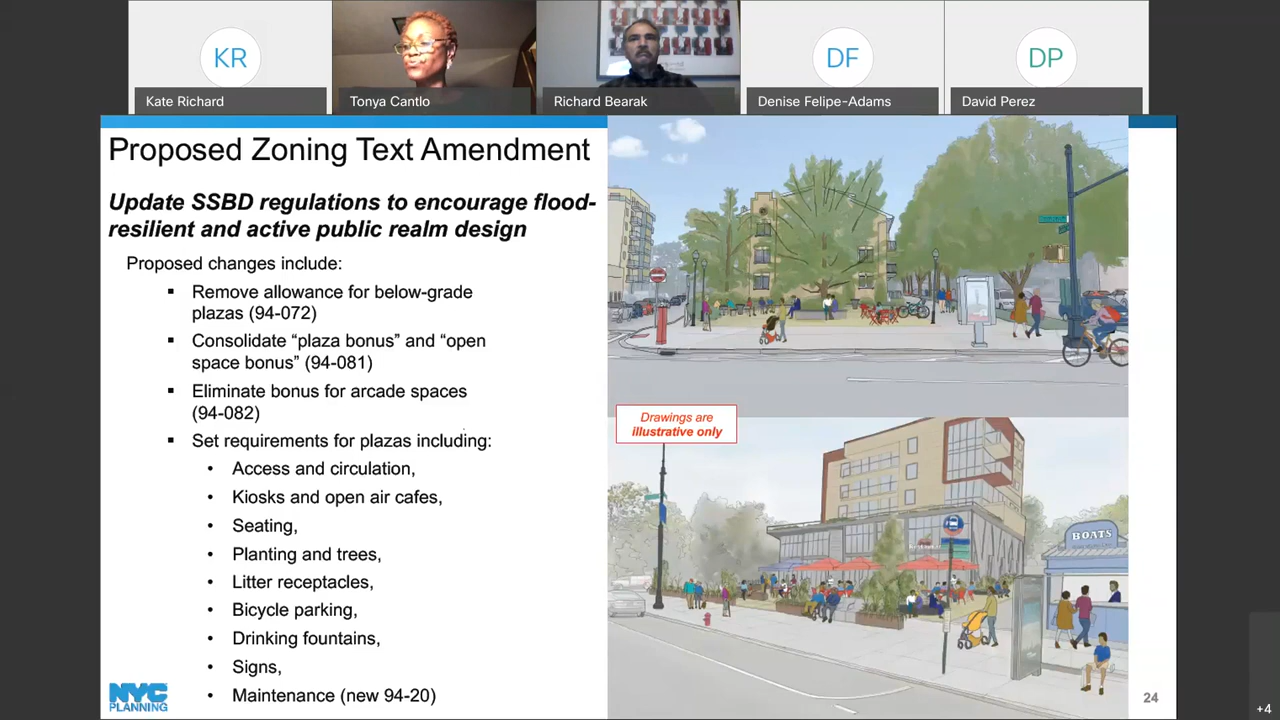 KR
DF
DP
Kate Richard
Tonya Cantlo
Richard Bearak
Denise Felipe-Adams
David Perez
Proposed Zoning Text Amendment
Update SSBD regulations to encourage flood-
resilient and active public realm design
Proposed changes include:
▪ Remove allowance for below-grade
plazas (94-072)
▪ Consolidate “plaza bonus” and “open
space bonus” (94-081)
▪ Eliminate bonus for arcade spaces
(94-082)
▪ Set requirements for plazas including:
• Access and circulation,
• Kiosks and open air cafes,
• Seating,
• Planting and trees,
• Litter receptacles,
• Bicycle parking,
• Drinking fountains,
• Signs,
• Maintenance (new 94-20)
Drawings are
illustrative only
BOATS
NYC
PLANNING
24
+4